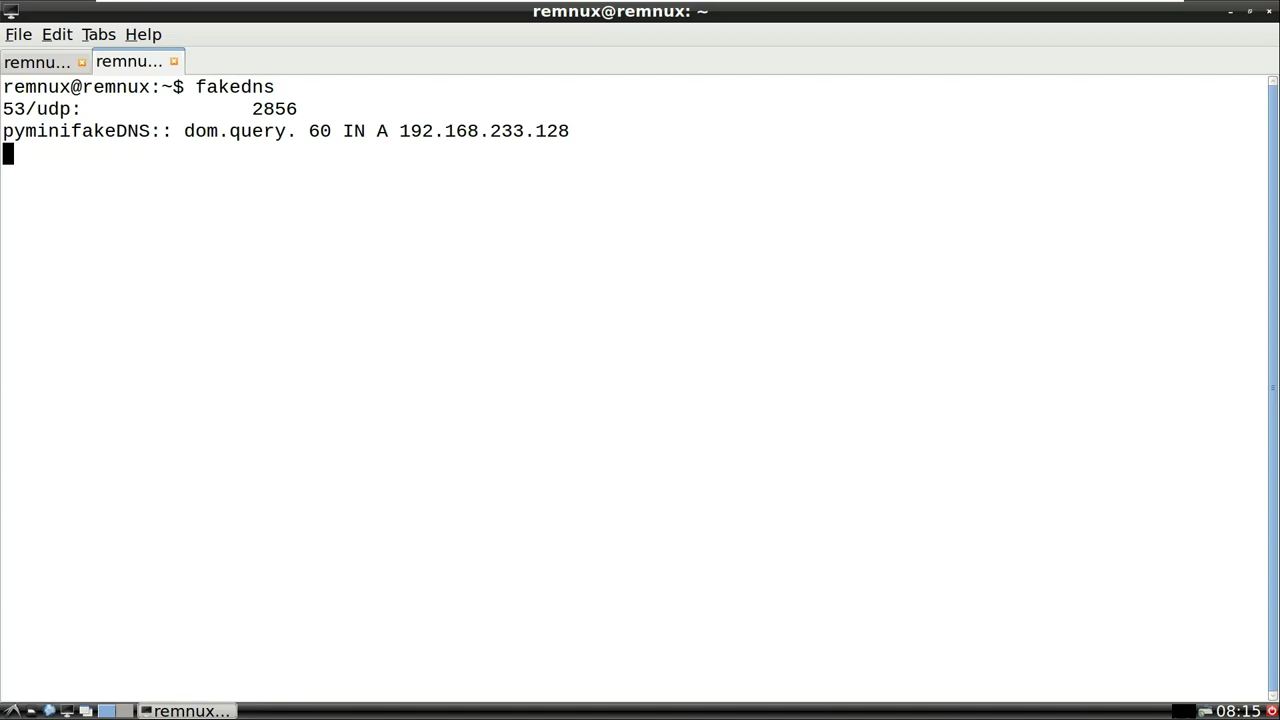 remnux@remnux: ~
File Edit Tabs Help
remnu... remnu...
remnux@remnux:~$ fakedns
53/udp: 2856
pyminifakeDNS:: dom.query. 60 IN A 192.168.233.128
remnux... 08:15